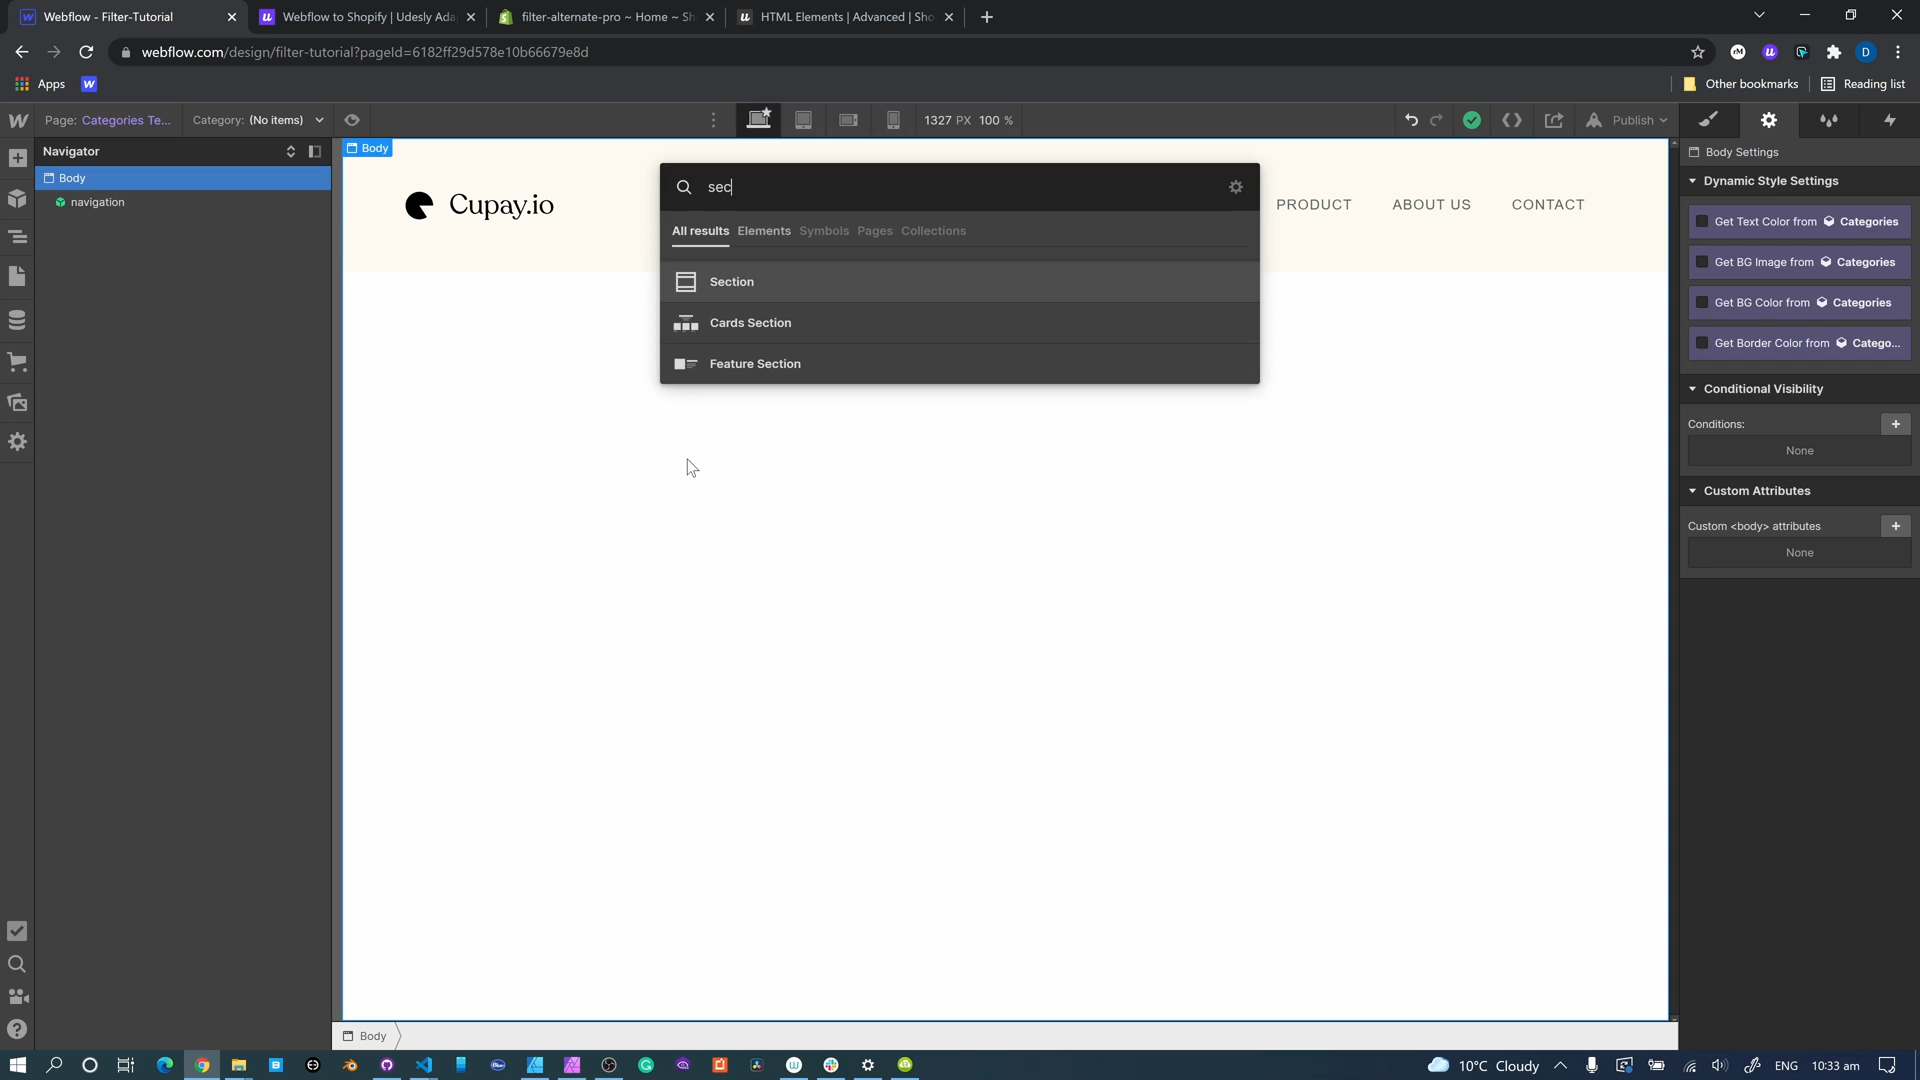 Webflow - Filter-Tutorial
Webflow to Shopify | Udesly Ada
filter-alternate-pro ~ Home ~ Sh
HTML Elements | Advanced | Sho
webflow.com/design/filter-tutorial?pageId=6182ff29d578e10b66679e8d
Apps
Other bookmarks
Reading list
Page: Categories Te...
Category: (No items)
1327 PX 100 %
Publish
Navigator
Body
navigation
Body
Cupay.io
PRODUCT
ABOUT US
CONTACT
sec
All results
Elements
Symbols
Pages
Collections
Section
Cards Section
Feature Section
Body Settings
Dynamic Style Settings
Get Text Color from Categories
Get BG Image from Categories
Get BG Color from Categories
Get Border Color from Catego...
Conditional Visibility
Conditions:
None
Custom Attributes
Custom <body> attributes
None
Body
10°C Cloudy
ENG
10:33 am